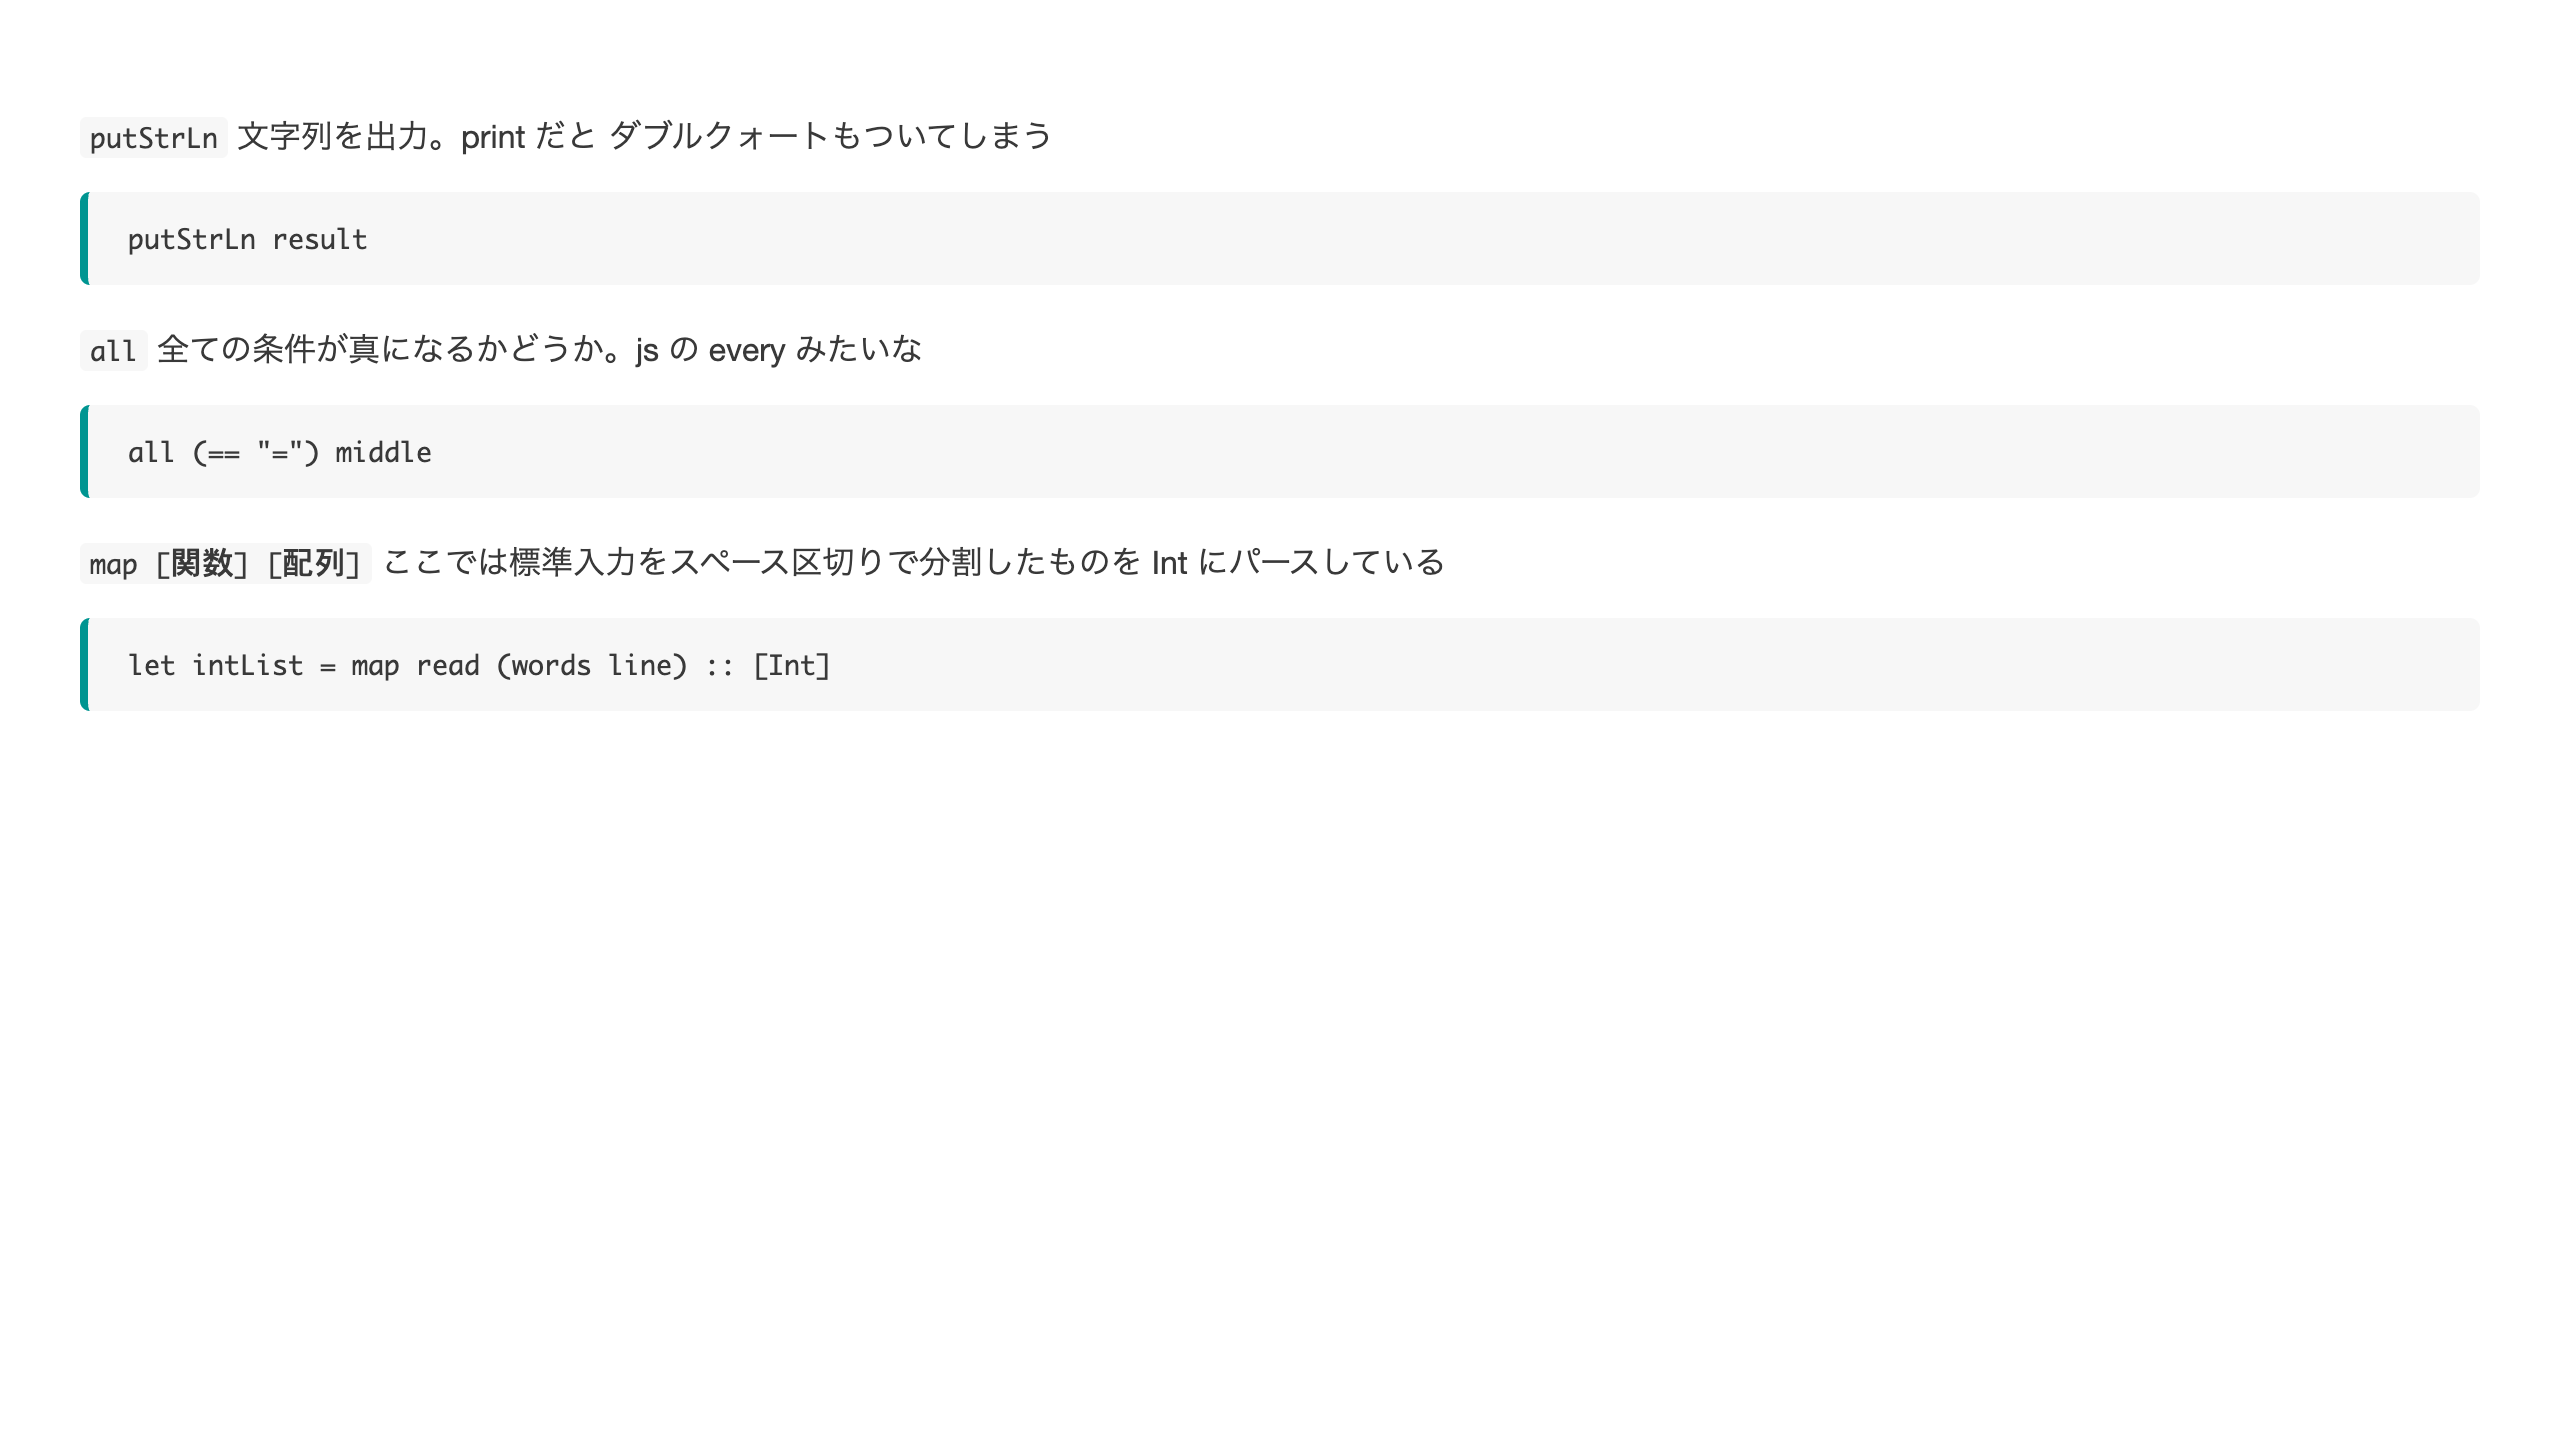 putStrLn 文字列を出力。print だと ダブルクォートもついてしまう
putStrLn result
all 全ての条件が真になるかどうか。js の every みたいな
all (== "=") middle
map [関数] [配列] ここでは標準入力をスペース区切りで分割したものを Int にパースしている
let intList = map read (words line) :: [Int]